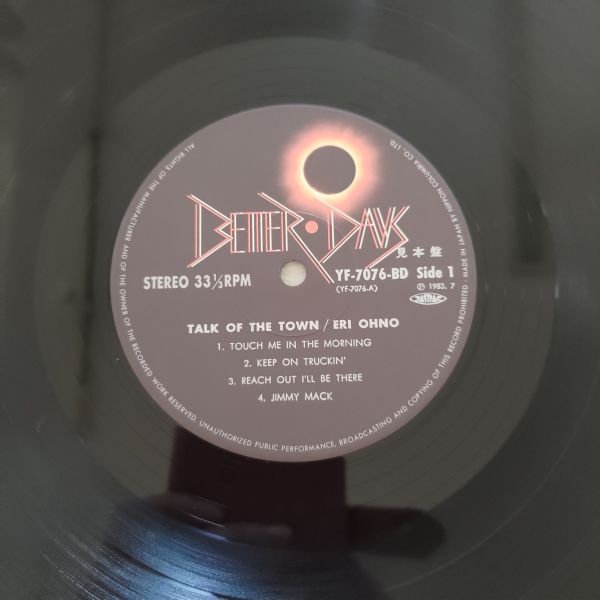 BETTER·DAYS
見本盤
STEREO 33⅓RPM
YF-7076-BD Side 1
(YF-7076-A)
Ⓟ 1983. 7
JASRAC
TALK OF THE TOWN / ERI OHNO
1. TOUCH ME IN THE MORNING
2. KEEP ON TRUCKIN'
3. REACH OUT I'LL BE THERE
4. JIMMY MACK
ALL RIGHTS OF THE MANUFACTURER AND OF THE OWNER OF THE RECORDED WORK RESERVED. UNAUTHORIZED PUBLIC PERFORMANCE, BROADCASTING AND COPYING OF THIS RECORD PROHIBITED · MADE IN JAPAN BY NIPPON COLUMBIA CO., LTD.